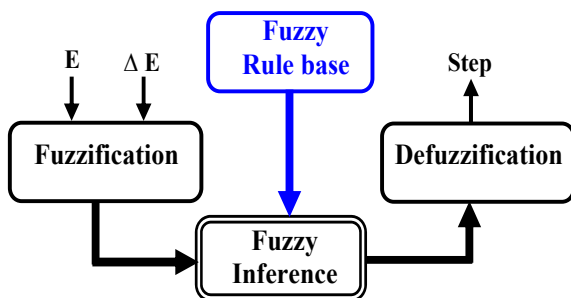 E
Δ E
Fuzzy
Rule base
Step
Fuzzification
Defuzzification
Fuzzy
Inference